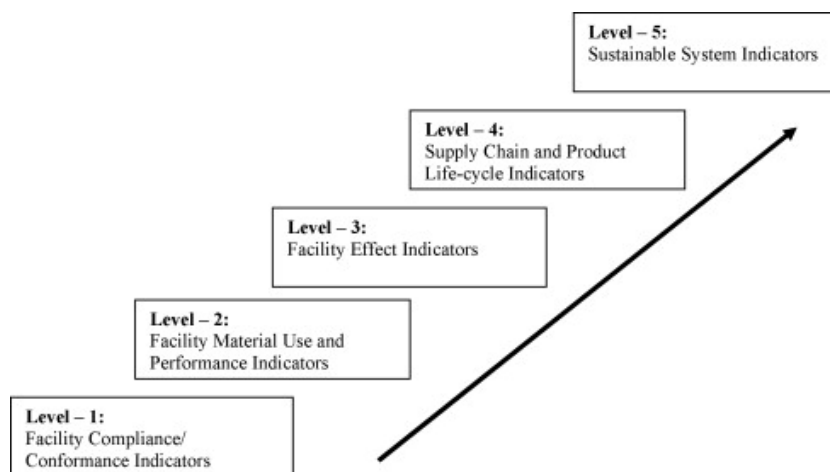 Level – 5:
Sustainable System Indicators
Level – 4:
Supply Chain and Product
Life-cycle Indicators
Level – 3:
Facility Effect Indicators
Level – 2:
Facility Material Use and
Performance Indicators
Level – 1:
Facility Compliance/
Conformance Indicators